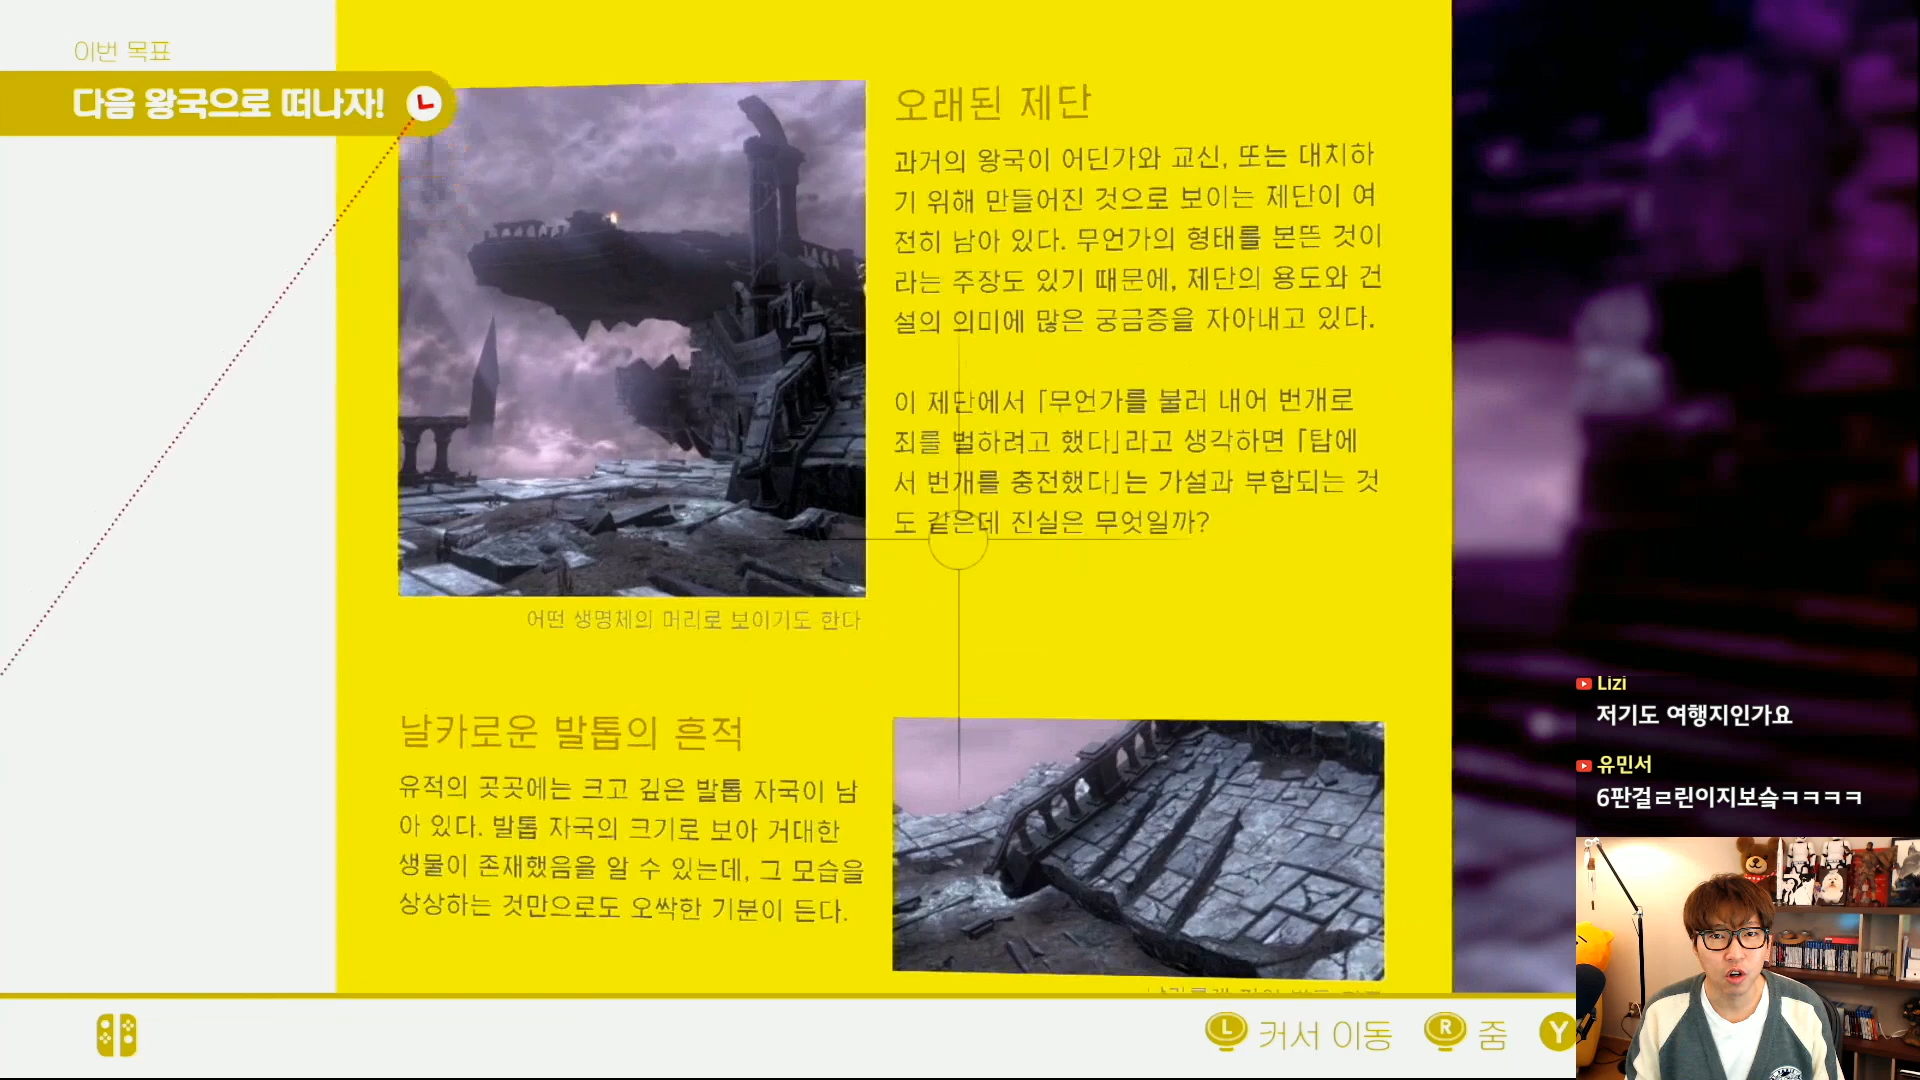 이번 목표
다음 왕국으로 떠나자!
오래된 제단
과거의 왕국이 어딘가와 교신, 또는 대치하
기 위해 만들어진 것으로 보이는 제단이 여
전히 남아 있다. 무언가의 형태를 본뜬 것이
라는 주장도 있기 때문에, 제단의 용도와 건
설의 의미에 많은 궁금증을 자아내고 있다.
이 제단에서 「무언가를 불러 내어 번개로
죄를 벌하려고 했다」라고 생각하면 「탑에
서 번개를 충전했다」는 가설과 부합되는 것
도 같은데 진실은 무엇일까?
어떤 생명체의 머리로 보이기도 한다
날카로운 발톱의 흔적
유적의 곳곳에는 크고 깊은 발톱 자국이 남
아 있다. 발톱 자국의 크기로 보아 거대한
생물이 존재했음을 알 수 있는데, 그 모습을
상상하는 것만으로도 오싹한 기분이 든다.
Lizi
저기도 여행지인가요
유민서
6판걸ㄹ린이지보슼ㅋㅋㅋㅋ
L 커서 이동 R 줌 Y